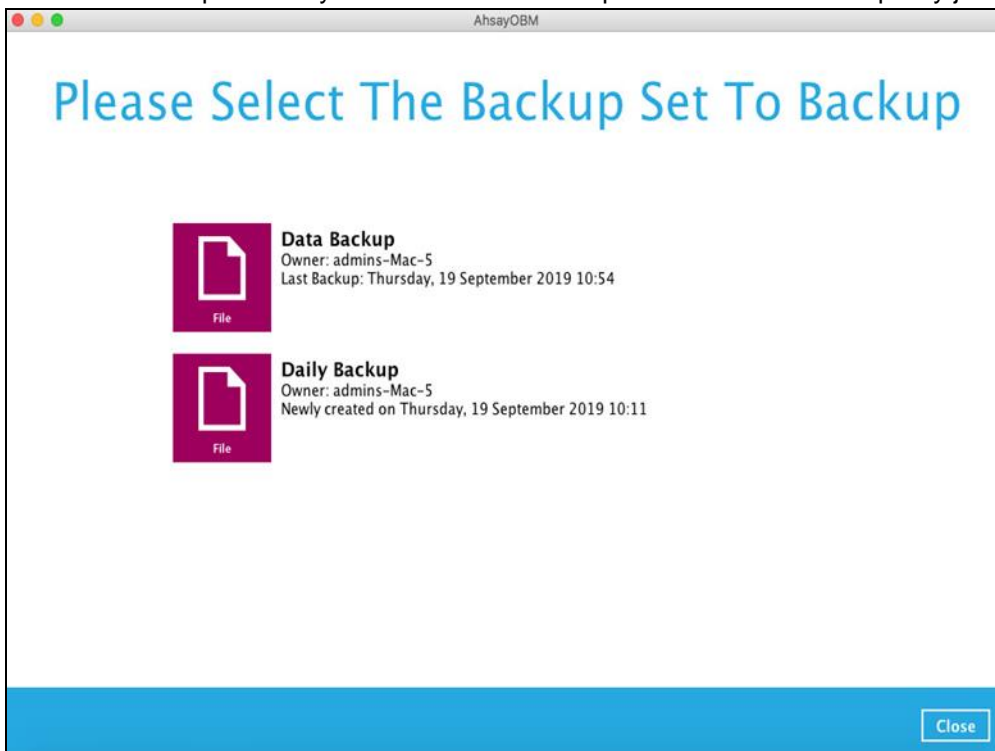 AhsayOBM
Please Select The Backup Set To Backup
Data Backup
Owner: admins-Mac-5
Last Backup: Thursday, 19 September 2019 10:54
File
Daily Backup
Owner: admins-Mac-5
Newly created on Thursday, 19 September 2019 10:11
File
Close